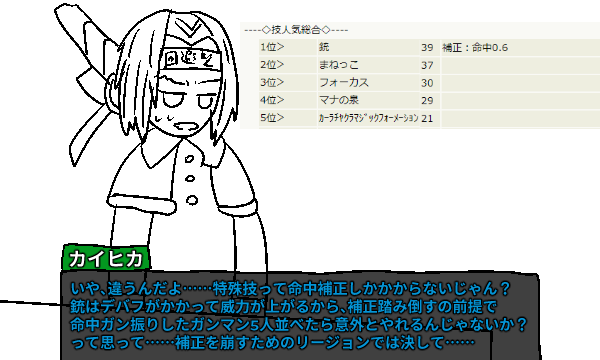 ----◇技人気総合◇----
1位＞ 銃 39 補正：命中0.6
2位＞ まねっこ 37
3位＞ フォーカス 30
4位＞ マナの泉 29
5位＞ ｶｰﾗﾁｬｸﾗﾏｼﾞｯｸﾌｫｰﾒｰｼｮﾝ 21
カイヒカ
いや、違うんだよ……特殊技って命中補正しかかからないじゃん？
銃はデバフがかかって威力が上がるから、補正踏み倒すの前提で
命中ガン振りしたガンマン5人並べたら意外とやれるんじゃないか？
って思って……補正を崩すためのリージョンでは決して……